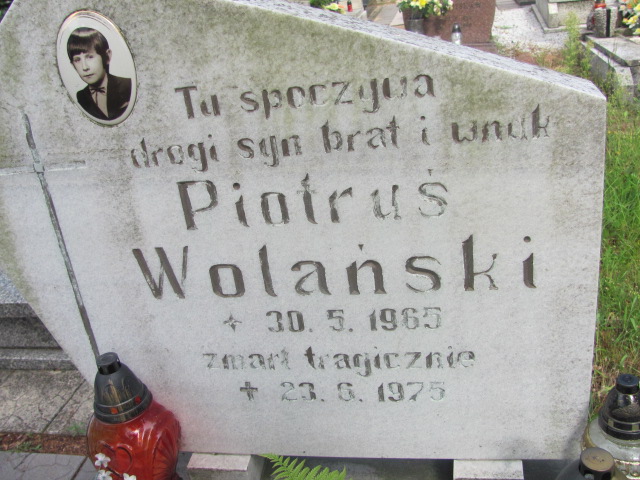 Tu spoczywa
drogi syn brat i wnuk
Piotruś
Wolański
+ 30. 5. 1965
zmarł tragicznie
+ 23. 6. 1975